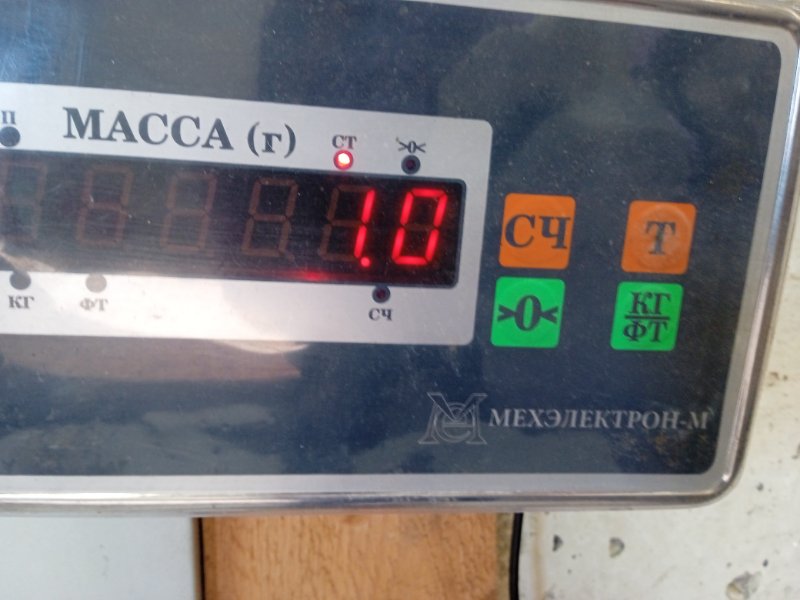 П
МАССА (г)
СТ
>0<
1.0
КГ
ФТ
СЧ
СЧ
Т
>0<
КГ
ФТ
МЕХЭЛЕКТРОН-М